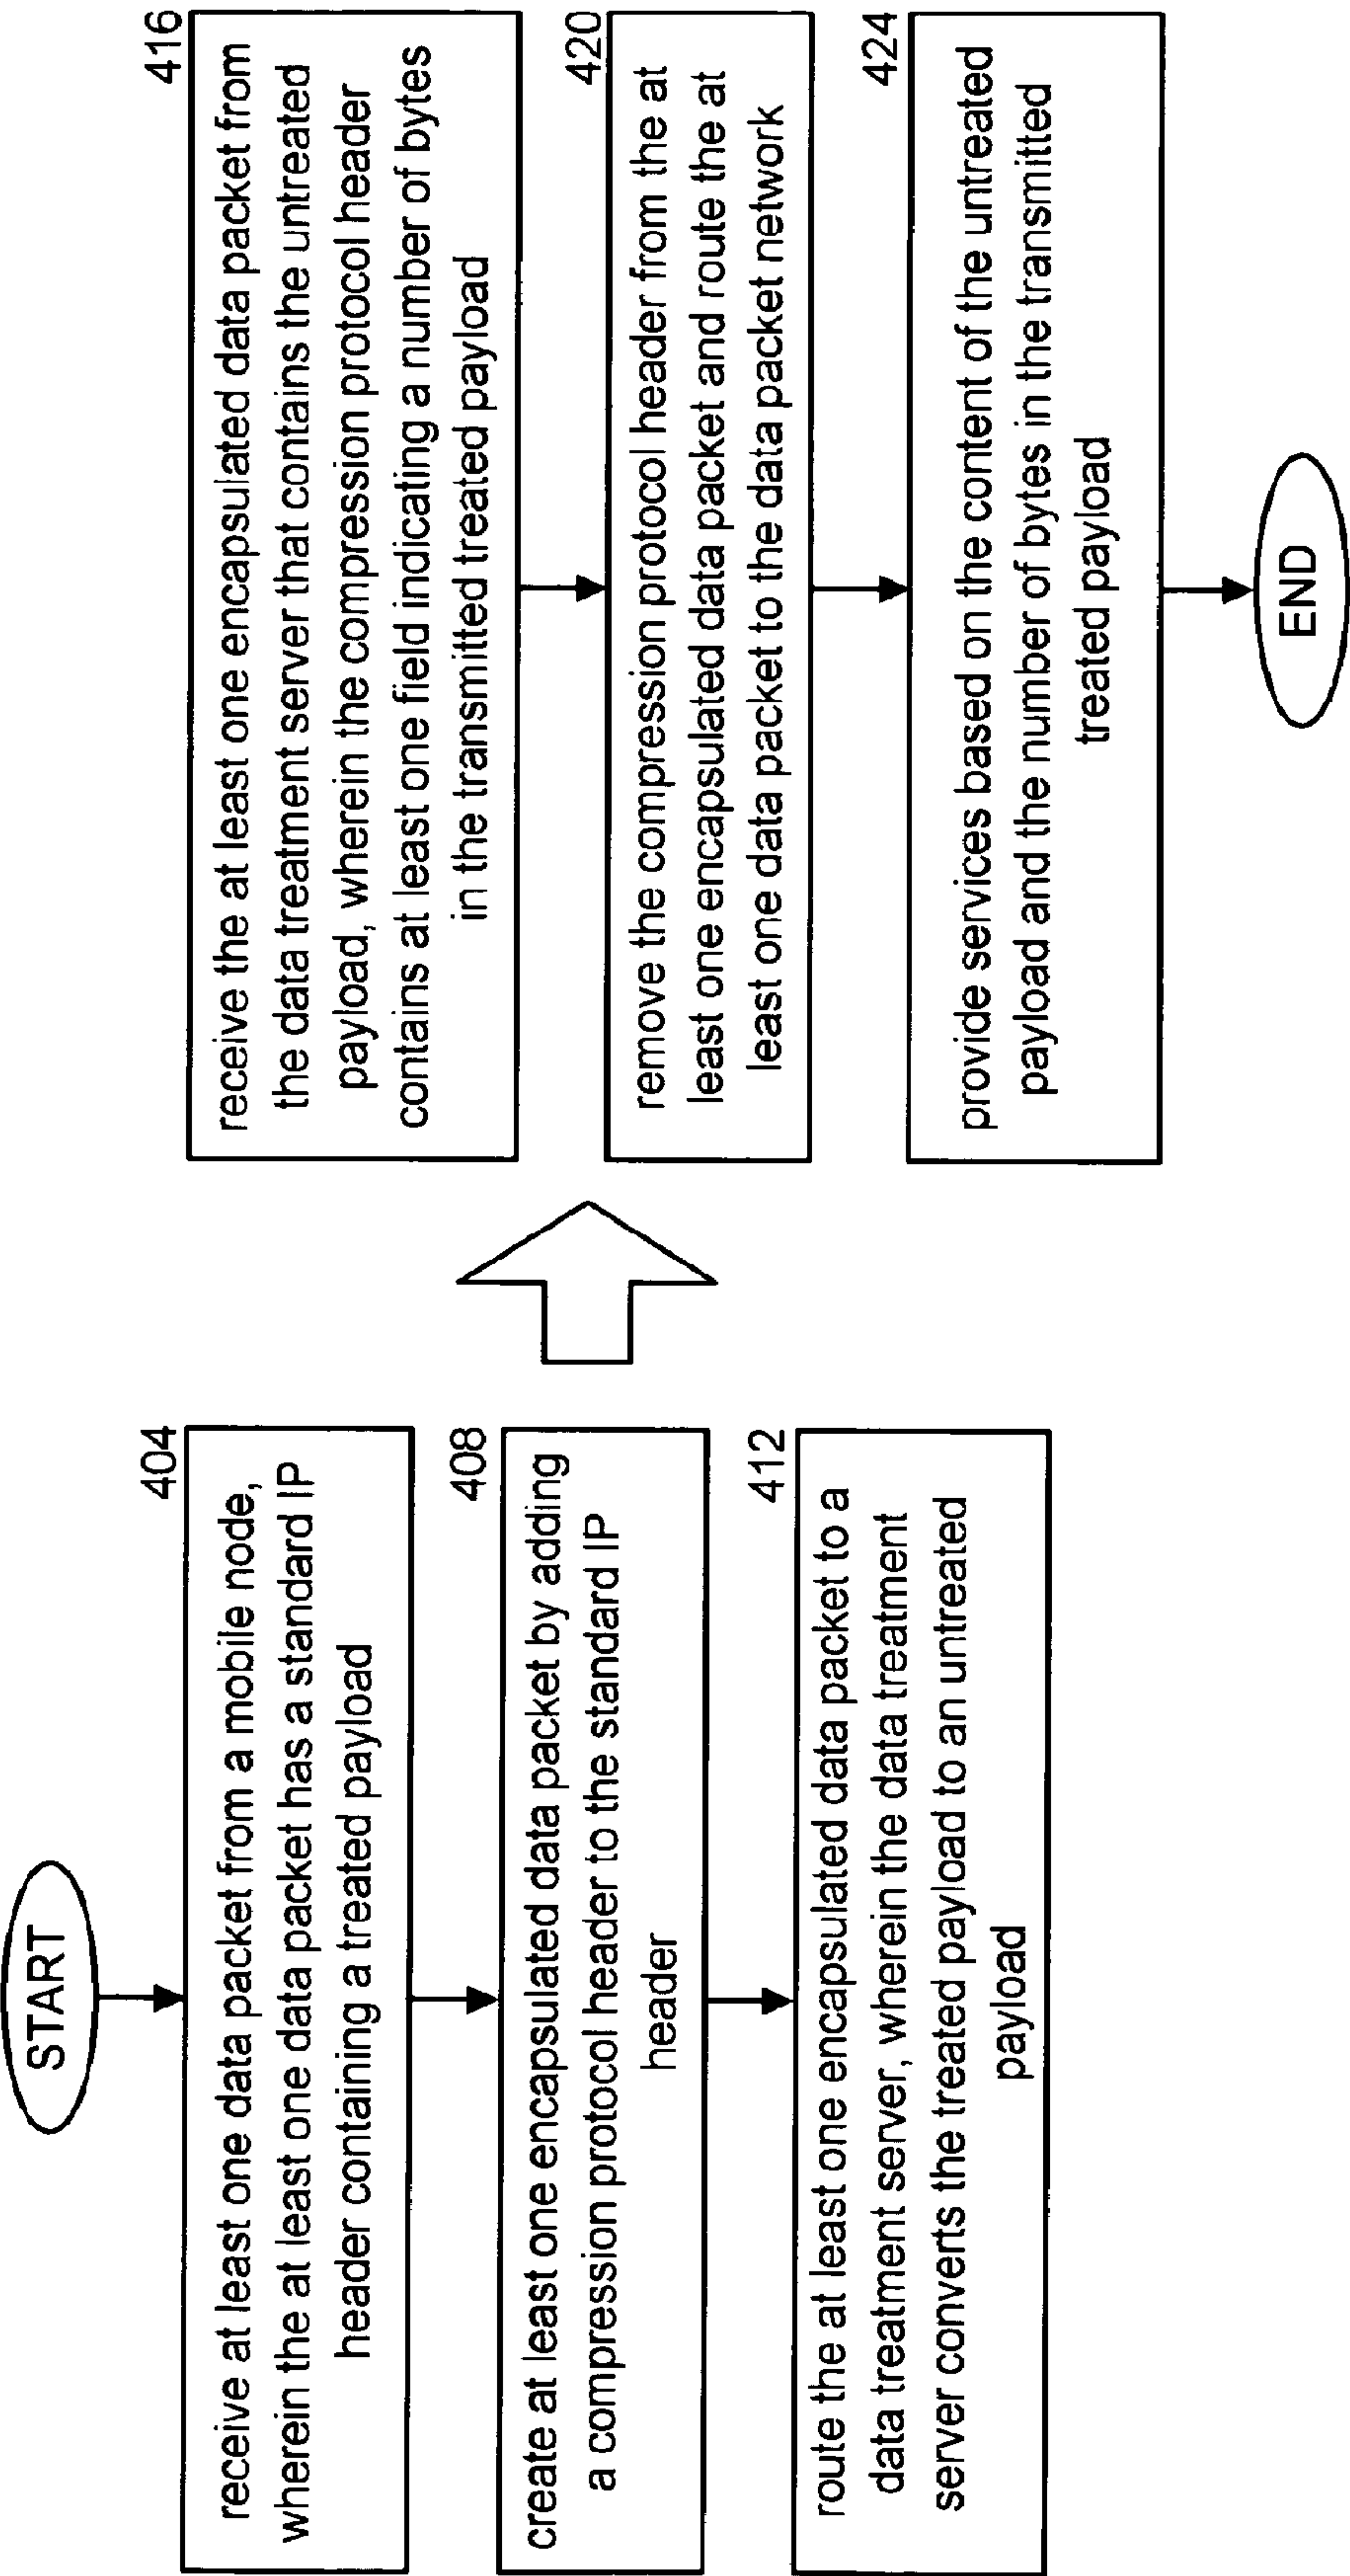 START
404
receive at least one data packet from a mobile node,
wherein the at least one data packet has a standard IP
header containing a treated payload
408
create at least one encapsulated data packet by adding
a compression protocol header to the standard IP
header
412
route the at least one encapsulated data packet to a
data treatment server, wherein the data treatment
server converts the treated payload to an untreated
payload
416
receive the at least one encapsulated data packet from
the data treatment server that contains the untreated
payload, wherein the compression protocol header
contains at least one field indicating a number of bytes
in the transmitted treated payload
420
remove the compression protocol header from the at
least one encapsulated data packet and route the at
least one data packet to the data packet network
424
provide services based on the content of the untreated
payload and the number of bytes in the transmitted
treated payload
END